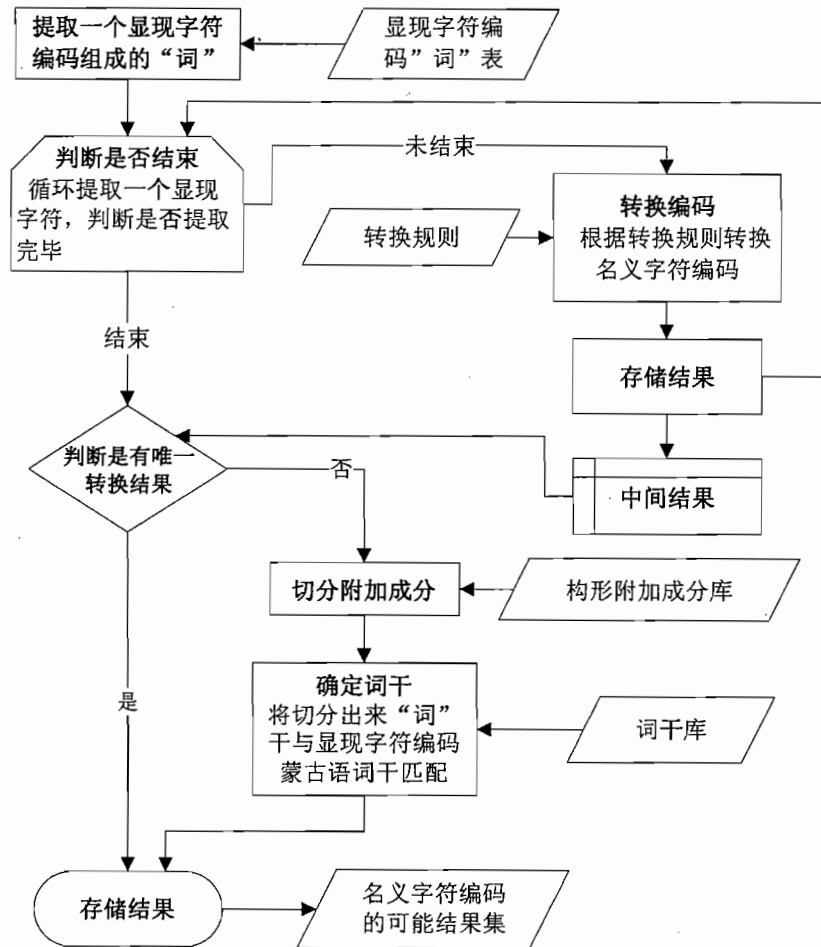 提取一个显现字符
编码组成的“词”
显现字符编
码”词”表
判断是否结束
循环提取一个显现
字符，判断是否提取
完毕
未结束
转换规则
转换编码
根据转换规则转换
名义字符编码
结束
存储结果
判断是有唯一
转换结果
否
中间结果
切分附加成分
构形附加成分库
是
确定词干
将切分出来“词”
干与显现字符编码
蒙古语词干匹配
词干库
存储结果
名义字符编码
的可能结果集